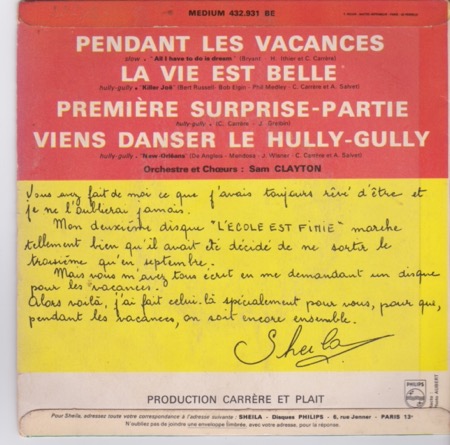 MEDIUM 432.931 BE
PENDANT LES VACANCES
slow - "All I have to do is dream" (Bryant - H. Ithier et C. Carrère)
LA VIE EST BELLE
hully-gully - "Killer Joë" (Bert Russell - Bob Elgin - Phil Medley - C. Carrère et A. Salvet)
PREMIÈRE SURPRISE-PARTIE
hully-gully - (C. Carrère - J.
VIENS DANSER LE HULLY-GULLY
hully-gully - "New-Orléans" (De Angloss - Mandoss - J. Wiener - C. Carrère et A. Salvet)
Orchestre et Chœurs : Sam CLAYTON
Vous avez fait de moi ce que j'avais toujours rêvé d'être et
je ne l'oublierai jamais.
Mon deuxième disque "L'ECOLE EST FINIE" marche
tellement bien qu'il avait été décidé de ne sortir le
troisième qu'en septembre.
Mais vous m'avez tous écrit en me demandant un disque
pour les vacances.
Alors voilà, j'ai fait celui-là spécialement pour vous, pour que,
pendant les vacances, on soit encore ensemble.
Sheila
PHILIPS
PRODUCTION CARRÈRE ET PLAIT
Pour Sheila, adressez toute votre correspondance à l'adresse suivante : SHEILA - Disques PHILIPS - 6, rue Jenner - PARIS 13e
N'oubliez pas de joindre une enveloppe timbrée, avec votre adresse, pour la réponse.